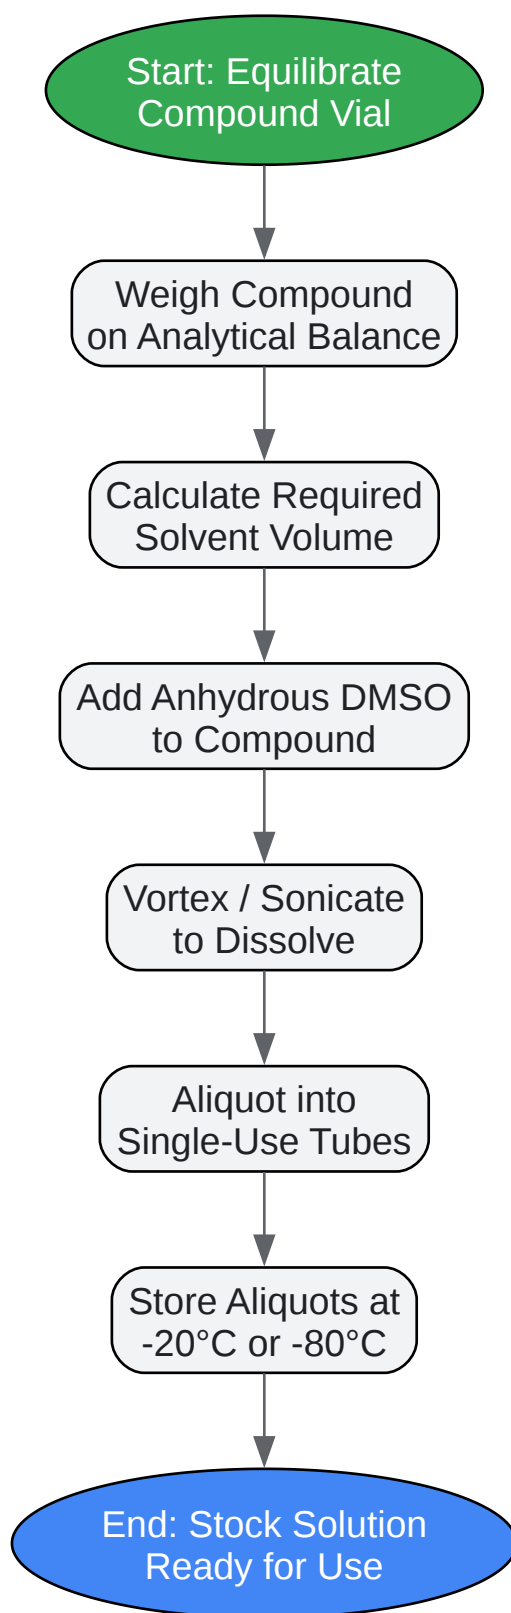 Start: Equilibrate
Compound Vial
Weigh Compound
on Analytical Balance
Calculate Required
Solvent Volume
Add Anhydrous DMSO
to Compound
Vortex / Sonicate
to Dissolve
Aliquot into
Single-Use Tubes
Store Aliquots at
-20°C or -80°C
End: Stock Solution
Ready for Use